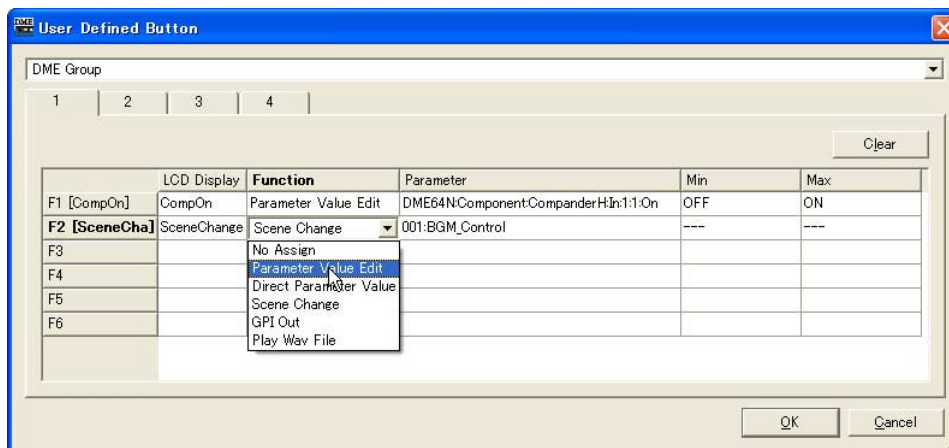 DME User Defined Button
DME Group
1 2 3 4
Clear
LCD Display Function Parameter Min Max
F1 [CompOn] CompOn Parameter Value Edit DME64N:Component:CompanderH:In:1:1:On OFF ON
F2 [SceneCha] SceneChange Scene Change 001:BGM_Control --- ---
F3 No Assign
Parameter Value Edit
F4 Direct Parameter Value
F5 Scene Change
F6 GPI Out
Play Wav File
OK Cancel